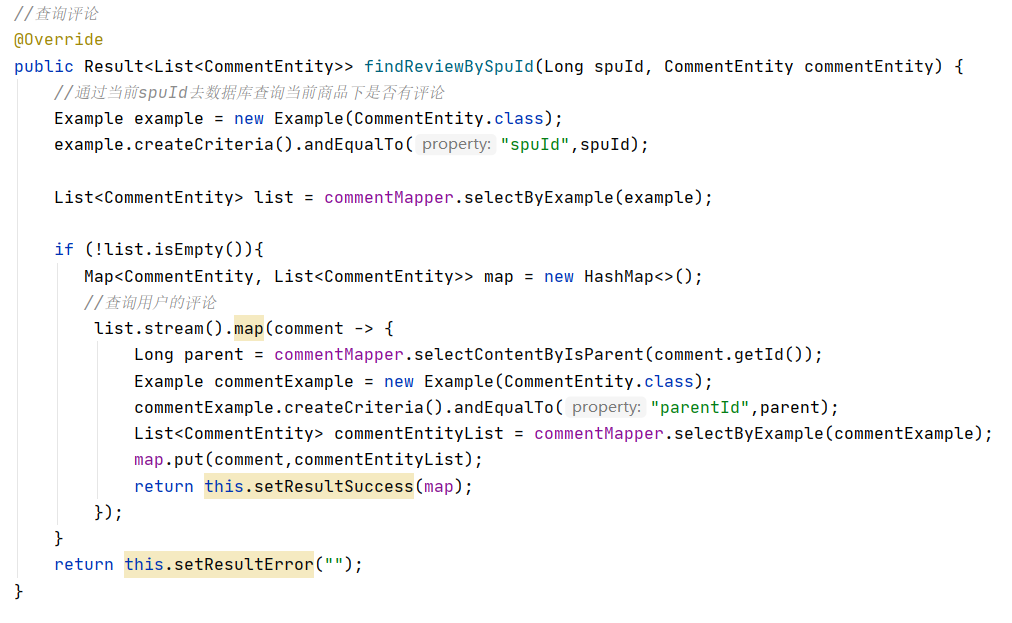 //查询评论
@Override
public Result<List<CommentEntity>> findReviewBySpuId(Long spuId, CommentEntity commentEntity) {
//通过当前spuId去数据库查询当前商品下是否有评论
Example example = new Example(CommentEntity.class);
example.createCriteria().andEqualTo( property: "spuId",spuId);
List<CommentEntity> list = commentMapper.selectByExample(example);
if (!list.isEmpty()){
Map<CommentEntity, List<CommentEntity>> map = new HashMap<>();
//查询用户的评论
list.stream().map(comment -> {
Long parent = commentMapper.selectContentByIsParent(comment.getId());
Example commentExample = new Example(CommentEntity.class);
commentExample.createCriteria().andEqualTo( property: "parentId",parent);
List<CommentEntity> commentEntityList = commentMapper.selectByExample(commentExample);
map.put(comment,commentEntityList);
return this.setResultSuccess(map);
});
}
return this.setResultError("");
}